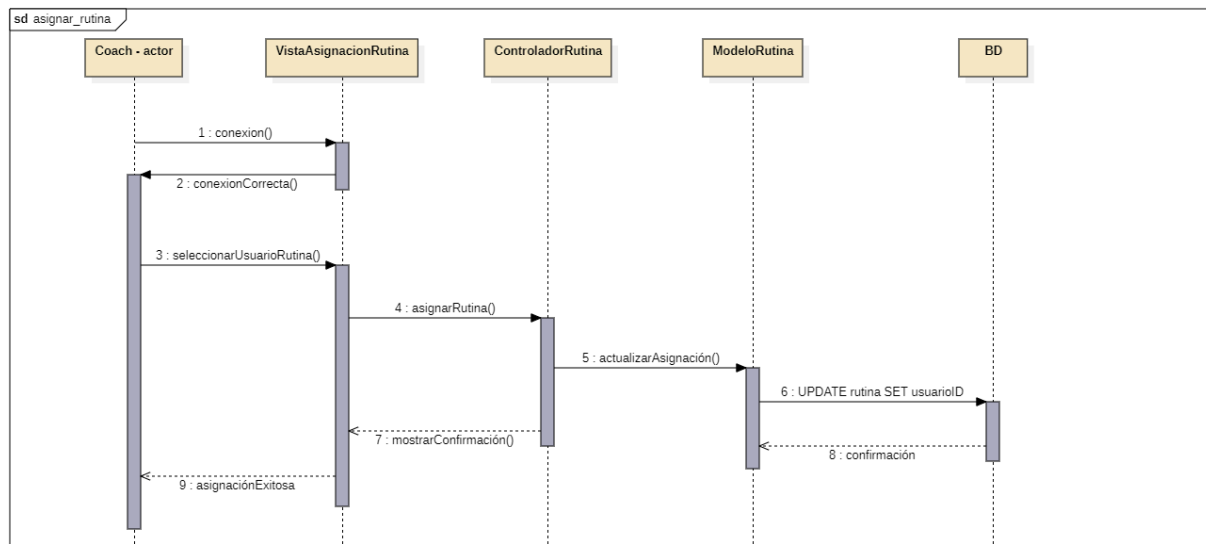 sd asignar_rutina
Coach - actor
VistaAsignacionRutina
ControladorRutina
ModeloRutina
BD
1 : conexion()
2 : conexionCorrecta()
3 : seleccionarUsuarioRutina()
4 : asignarRutina()
5 : actualizarAsignación()
6 : UPDATE rutina SET usuarioID
7 : mostrarConfirmación()
8 : confirmación
9 : asignaciónExitosa